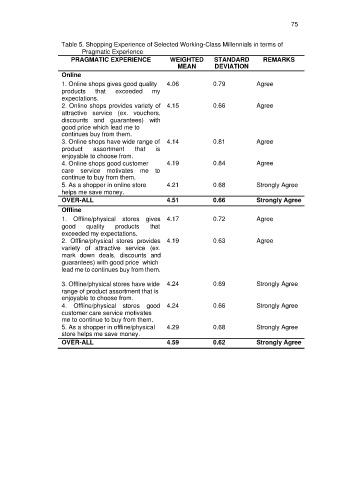 75
Table 5. Shopping Experience of Selected Working-Class Millennials in terms of
Pragmatic Experience
PRAGMATIC EXPERIENCE WEIGHTED MEAN STANDARD DEVIATION REMARKS
Online
1. Online shops gives good quality 4.06 0.79 Agree
products that exceeded my
expectations.
2. Online shops provides variety of 4.15 0.66 Agree
attractive service (ex. vouchers,
discounts and guarantees) with
good price which lead me to
continues buy from them.
3. Online shops have wide range of 4.14 0.81 Agree
product assortment that is
enjoyable to choose from.
4. Online shops good customer 4.19 0.84 Agree
care service motivates me to
continue to buy from them.
5. As a shopper in online store 4.21 0.68 Strongly Agree
helps me save money.
OVER-ALL 4.51 0.66 Strongly Agree
Offline
1. Offline/physical stores gives 4.17 0.72 Agree
good quality products that
exceeded my expectations.
2. Offline/physical stores provides 4.19 0.63 Agree
variety of attractive service (ex.
mark down deals, discounts and
guarantees) with good price which
lead me to continues buy from them.
3. Offline/physical stores have wide 4.24 0.69 Strongly Agree
range of product assortment that is
enjoyable to choose from.
4. Offline/physical stores good 4.24 0.66 Strongly Agree
customer care service motivates
me to continue to buy from them.
5. As a shopper in offline/physical 4.29 0.68 Strongly Agree
store helps me save money.
OVER-ALL 4.59 0.62 Strongly Agree